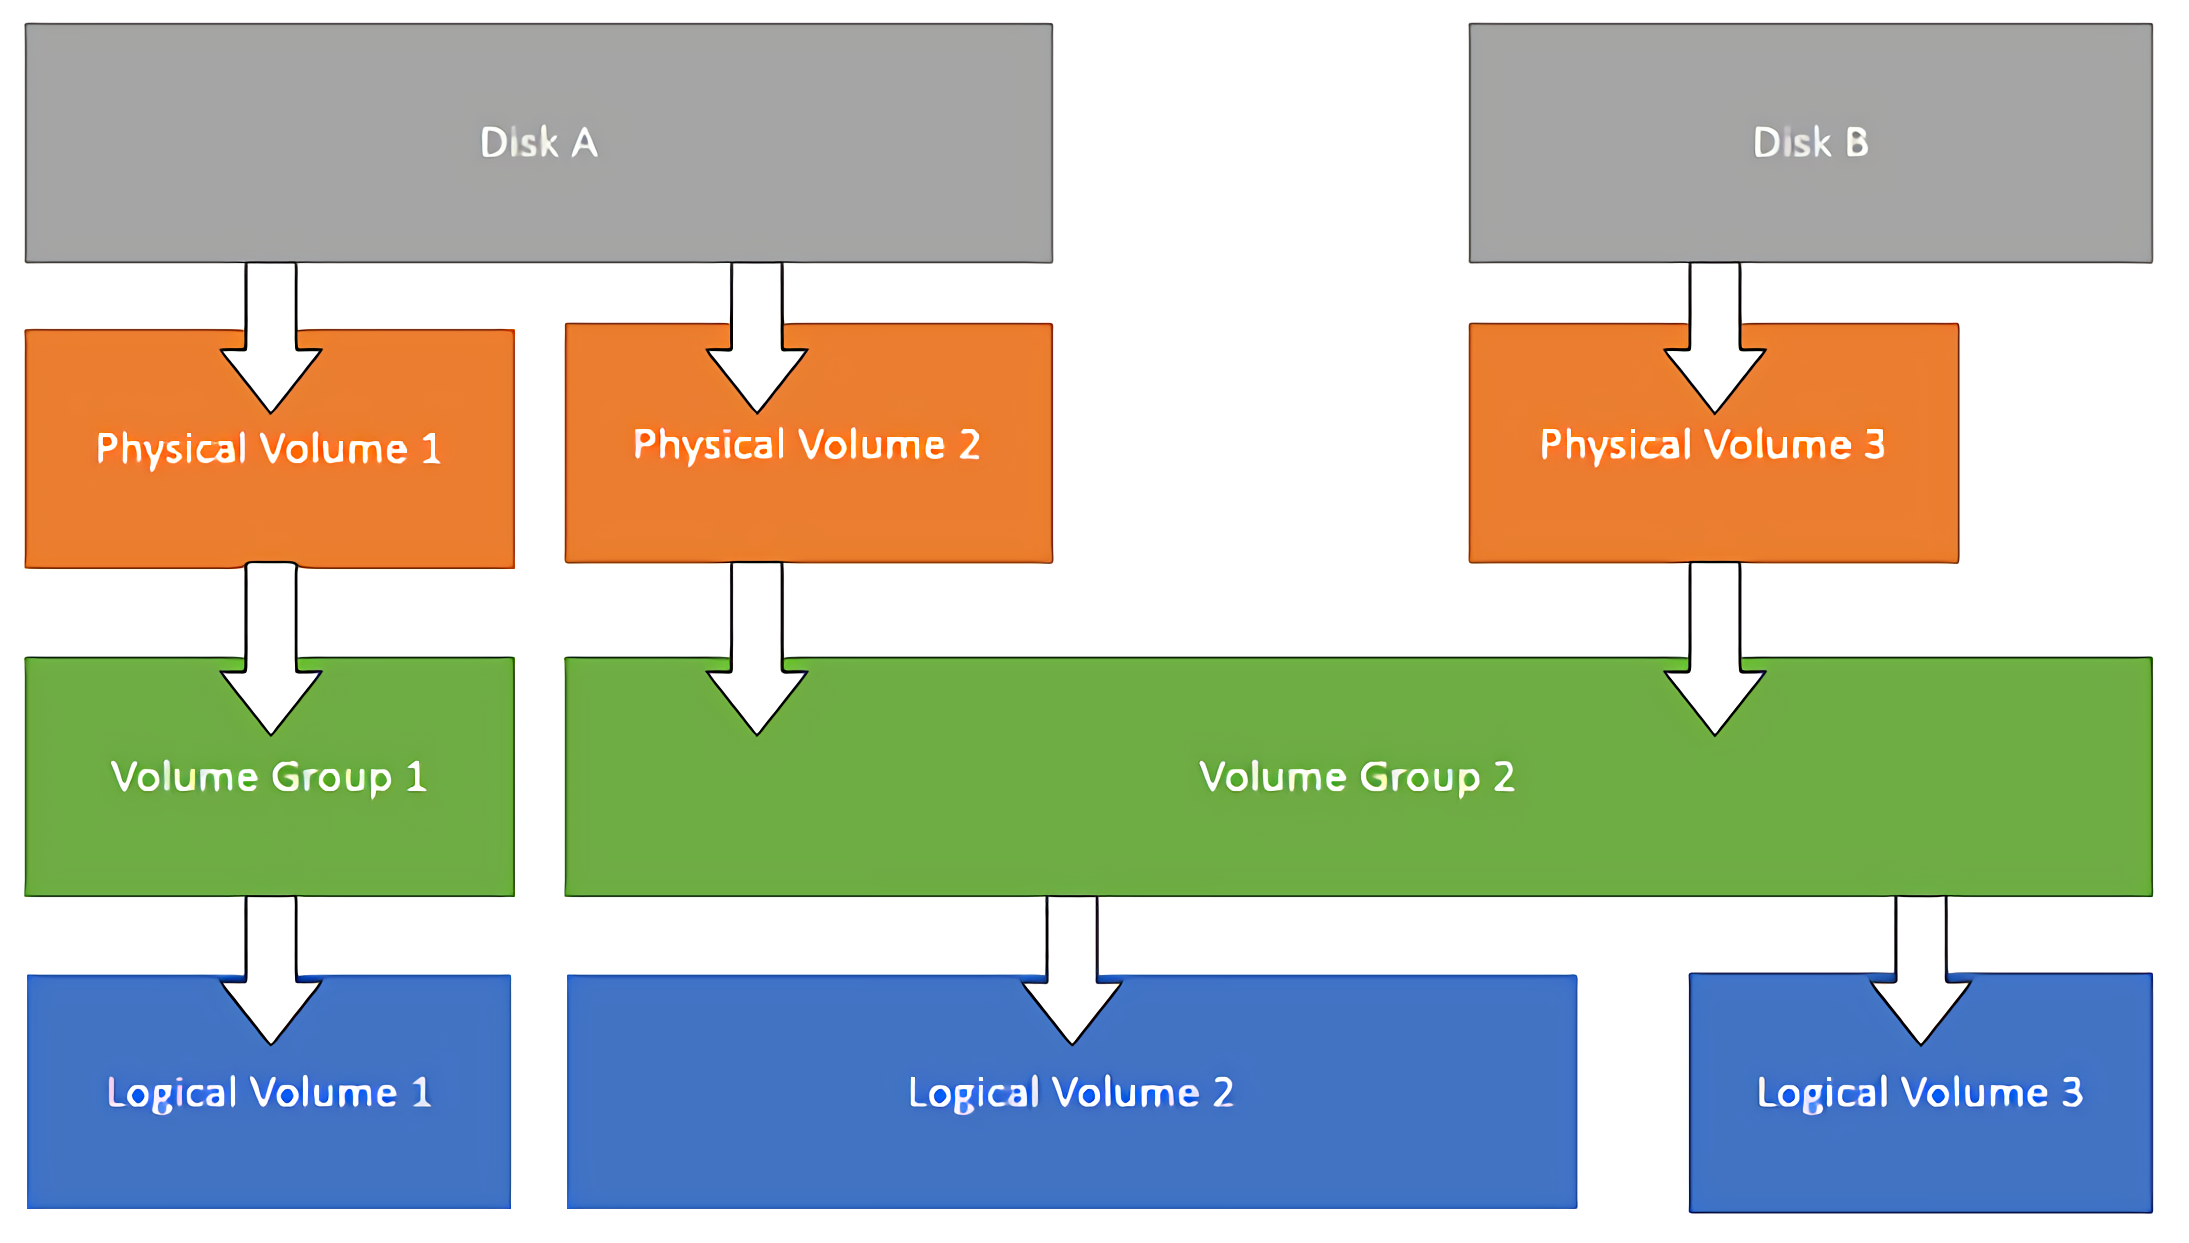 Disk A
Disk B
Physical Volume 1
Physical Volume 2
Physical Volume 3
Volume Group 1
Volume Group 2
Logical Volume 1
Logical Volume 2
Logical Volume 3